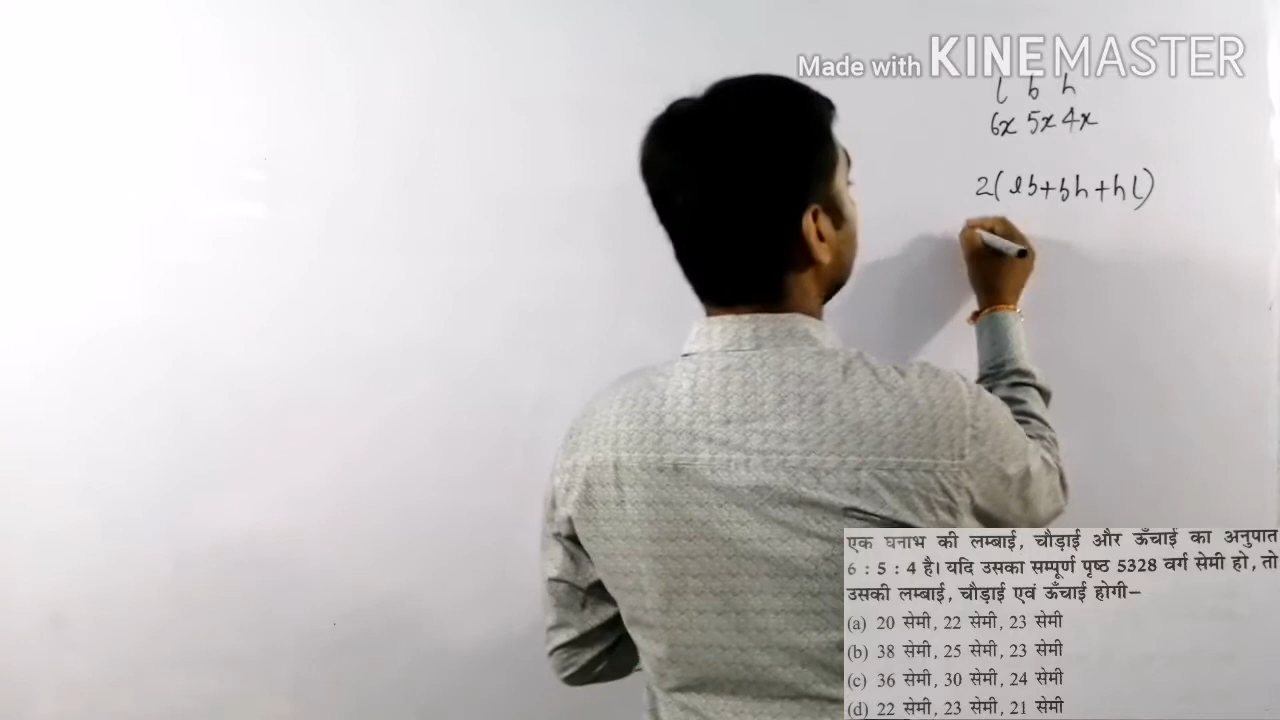 Made with KINEMASTER
l b h
6x 5x 4x
2(lb+bh+hl)
एक घनाभ की लम्बाई, चौड़ाई और ऊँचाई का अनुपात
6 : 5 : 4 है। यदि उसका सम्पूर्ण पृष्ठ 5328 वर्ग सेमी हो, तो
उसकी लम्बाई, चौड़ाई एवं ऊँचाई होगी–
(a) 20 सेमी, 22 सेमी, 23 सेमी
(b) 38 सेमी, 25 सेमी, 23 सेमी
(c) 36 सेमी, 30 सेमी, 24 सेमी
(d) 22 सेमी, 23 सेमी, 21 सेमी